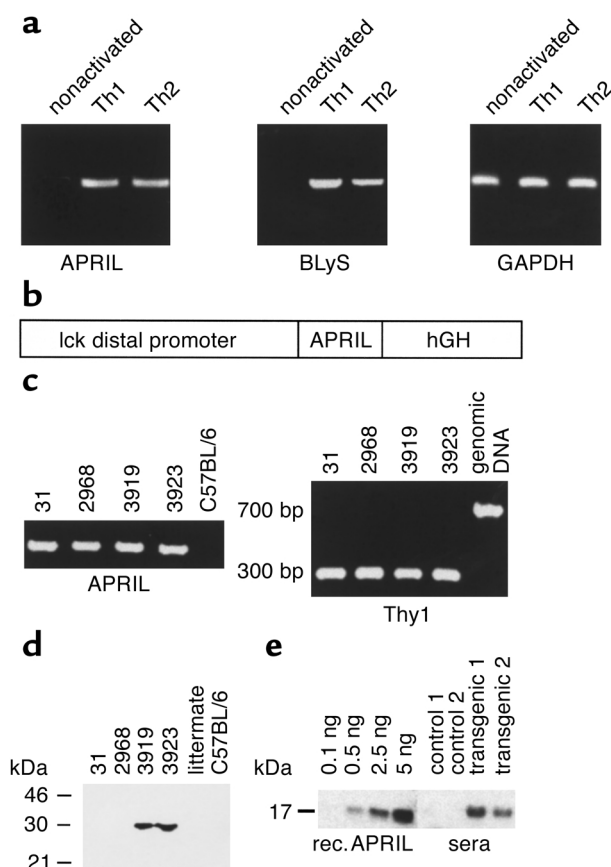 a
nonactivated Th1 Th2
nonactivated Th1 Th2
nonactivated Th1 Th2
APRIL
BLyS
GAPDH
b
lck distal promoter APRIL hGH
c
31 2968 3919 3923 C57BL/6
31 2968 3919 3923 genomic DNA
700 bp
300 bp
APRIL
Thy1
d
31 2968 3919 3923 littermate C57BL/6
kDa
46
30
21
e
0.1 ng 0.5 ng 2.5 ng 5 ng control 1 control 2 transgenic 1 transgenic 2
kDa
17
rec. APRIL sera